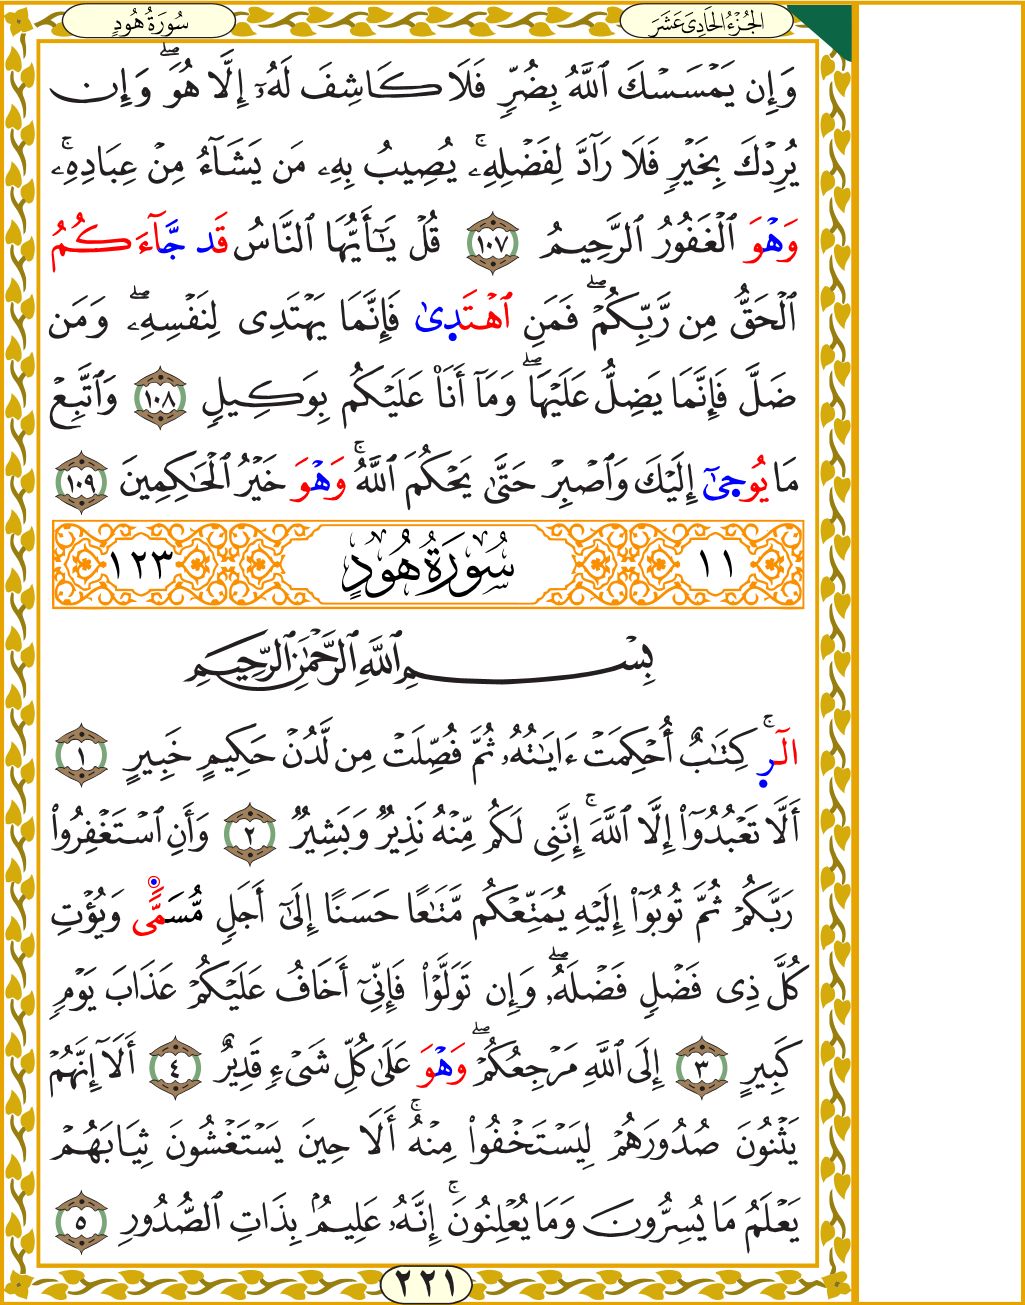 سُورَةُ هُودٍ
الجُزْءُ الحَادِىَ عَشَرَ
وَإِن يَمْسَسْكَ ٱللَّهُ بِضُرٍّ فَلَا كَاشِفَ لَهُۥٓ إِلَّا هُوَ ۖ وَإِن
يُرِدْكَ بِخَيْرٍ فَلَا رَآدَّ لِفَضْلِهِۦ ۚ يُصِيبُ بِهِۦ مَن يَشَآءُ مِنْ عِبَادِهِۦ ۚ
وَهْوَ ٱلْغَفُورُ ٱلرَّحِيمُ ١٠٧ قُلْ يَٰٓأَيُّهَا ٱلنَّاسُ قَد جَّآءَكُمُ
ٱلْحَقُّ مِن رَّبِّكُمْ ۖ فَمَنِ ٱهْتَدِىٰ فَإِنَّمَا يَهْتَدِى لِنَفْسِهِۦ ۖ وَمَن
ضَلَّ فَإِنَّمَا يَضِلُّ عَلَيْهَا ۖ وَمَآ أَنَا۠ عَلَيْكُم بِوَكِيلٍ ١٠٨ وَٱتَّبِعْ
مَا يُوحِىٰٓ إِلَيْكَ وَٱصْبِرْ حَتَّىٰ يَحْكُمَ ٱللَّهُ ۚ وَهْوَ خَيْرُ ٱلْحَٰكِمِينَ ١٠٩
١١ سُورَةُ هُودٍ ١٢٣
بِسْمِ ٱللَّهِ ٱلرَّحْمَٰنِ ٱلرَّحِيمِ
الٓرٜ ۚ كِتَٰبٌ أُحْكِمَتْ ءَايَٰتُهُۥ ثُمَّ فُصِّلَتْ مِن لَّدُنْ حَكِيمٍ خَبِيرٍ ١
أَلَّا تَعْبُدُوٓا۟ إِلَّا ٱللَّهَ ۚ إِنَّنِى لَكُم مِّنْهُ نَذِيرٌ وَبَشِيرٌ ٢ وَأَنِ ٱسْتَغْفِرُوا۟
رَبَّكُمْ ثُمَّ تُوبُوٓا۟ إِلَيْهِ يُمَتِّعْكُم مَّتَٰعًا حَسَنًا إِلَىٰٓ أَجَلٍ مُّسَمًّى وَيُؤْتِ
كُلَّ ذِى فَضْلٍ فَضْلَهُۥ ۖ وَإِن تَوَلَّوْا۟ فَإِنِّىٓ أَخَافُ عَلَيْكُمْ عَذَابَ يَوْمٍ
كَبِيرٍ ٣ إِلَى ٱللَّهِ مَرْجِعُكُمْ ۖ وَهْوَ عَلَىٰ كُلِّ شَىْءٍ قَدِيرٌ ٤ أَلَآ إِنَّهُمْ
يَثْنُونَ صُدُورَهُمْ لِيَسْتَخْفُوا۟ مِنْهُ ۚ أَلَا حِينَ يَسْتَغْشُونَ ثِيَابَهُمْ
يَعْلَمُ مَا يُسِرُّونَ وَمَا يُعْلِنُونَ ۚ إِنَّهُۥ عَلِيمٌۢ بِذَاتِ ٱلصُّدُورِ ٥
٢٢١